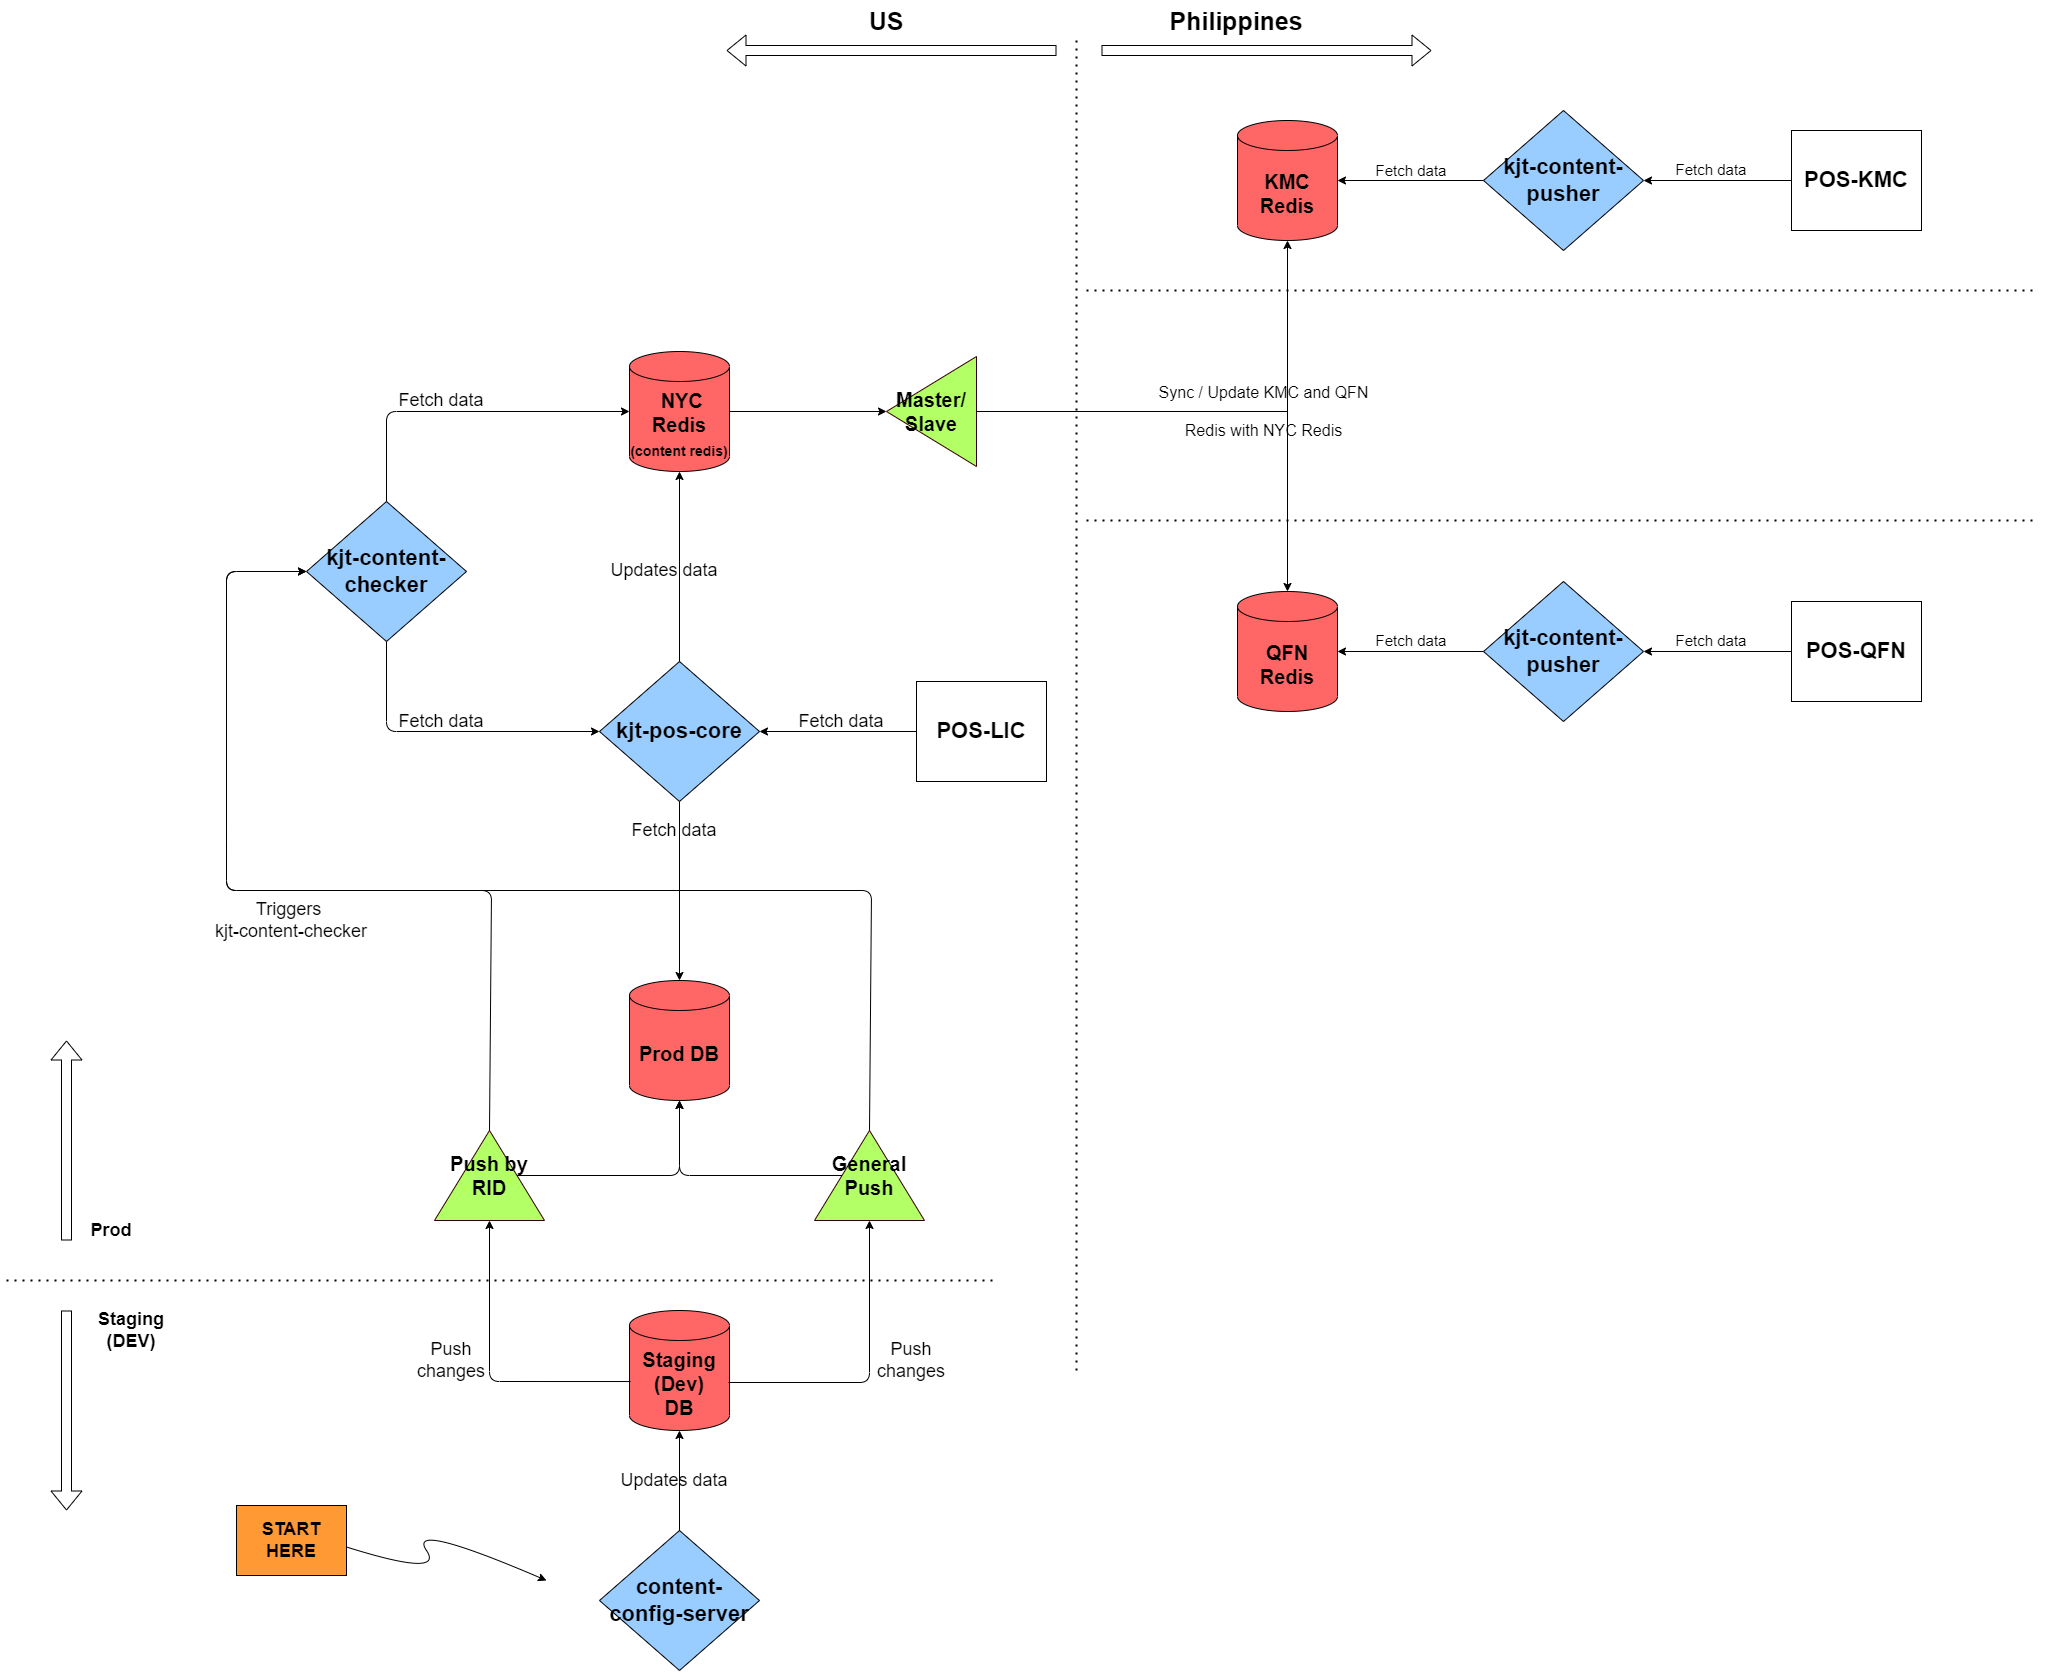 US
Philippines
KMC
Redis
Fetch data
kjt-content-
pusher
Fetch data
POS-KMC
Fetch data
NYC
Redis
(content redis)
Master/
Slave
Sync / Update KMC and QFN
Redis with NYC Redis
kjt-content-
checker
Updates data
QFN
Redis
Fetch data
kjt-content-
pusher
Fetch data
POS-QFN
Fetch data
kjt-pos-core
Fetch data
POS-LIC
Fetch data
Triggers
kjt-content-checker
Prod DB
Push by
RID
General
Push
Prod
Staging
(DEV)
Push
changes
Staging
(Dev)
DB
Push
changes
Updates data
START
HERE
content-
config-server